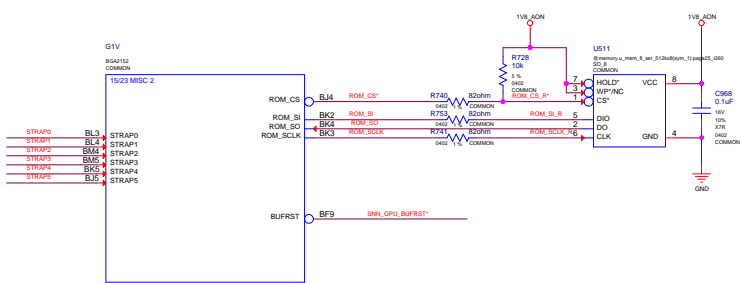 1V8_AON
1V8_AON
G1V
BGA2152
COMMON
15/23 MISC 2
R728
10k
5 %
0402
COMMON
U511
@memory.u_mem_fl_ser_512kx8(sym_1):page25_i260
SO_8
COMMON
7 HOLD*
3 WP*/NC
1 CS*
VCC 8
C968
0.1uF
16V
10%
X7R
0402
COMMON
ROM_CS BJ4 ROM_CS* R740 82ohm ROM_CS_R*
0402 1 % COMMON
ROM_SI BK2 ROM_SI R753 82ohm ROM_SI_R 5 DIO
0402 1 % COMMON
ROM_SO BK4 ROM_SO 2 DO
ROM_SCLK BK3 ROM_SCLK R741 82ohm ROM_SCLK_R 6 CLK
0402 1 % COMMON
GND 4
GND
STRAP0 BL3 STRAP0
STRAP1 BL4 STRAP1
STRAP2 BM4 STRAP2
STRAP3 BM5 STRAP3
STRAP4 BK5 STRAP4
STRAP5 BJ5 STRAP5
BUFRST BF9 SNN_GPU_BUFRST*